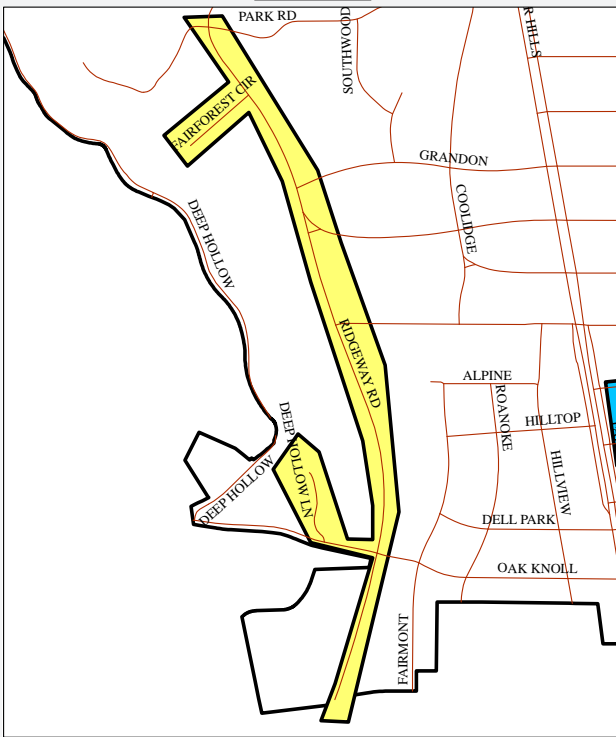 PARK RD
SOUTHWOOD
R HILLS
FAIRFOREST CIR
GRANDON
DEEP HOLLOW
COOLIDGE
RIDGEWAY RD
ALPINE
ROANOKE
HILLTOP
DEEP HOLLOW LN
DEEP HOLLOW
HILLVIEW
DELL PARK
OAK KNOLL
FAIRMONT